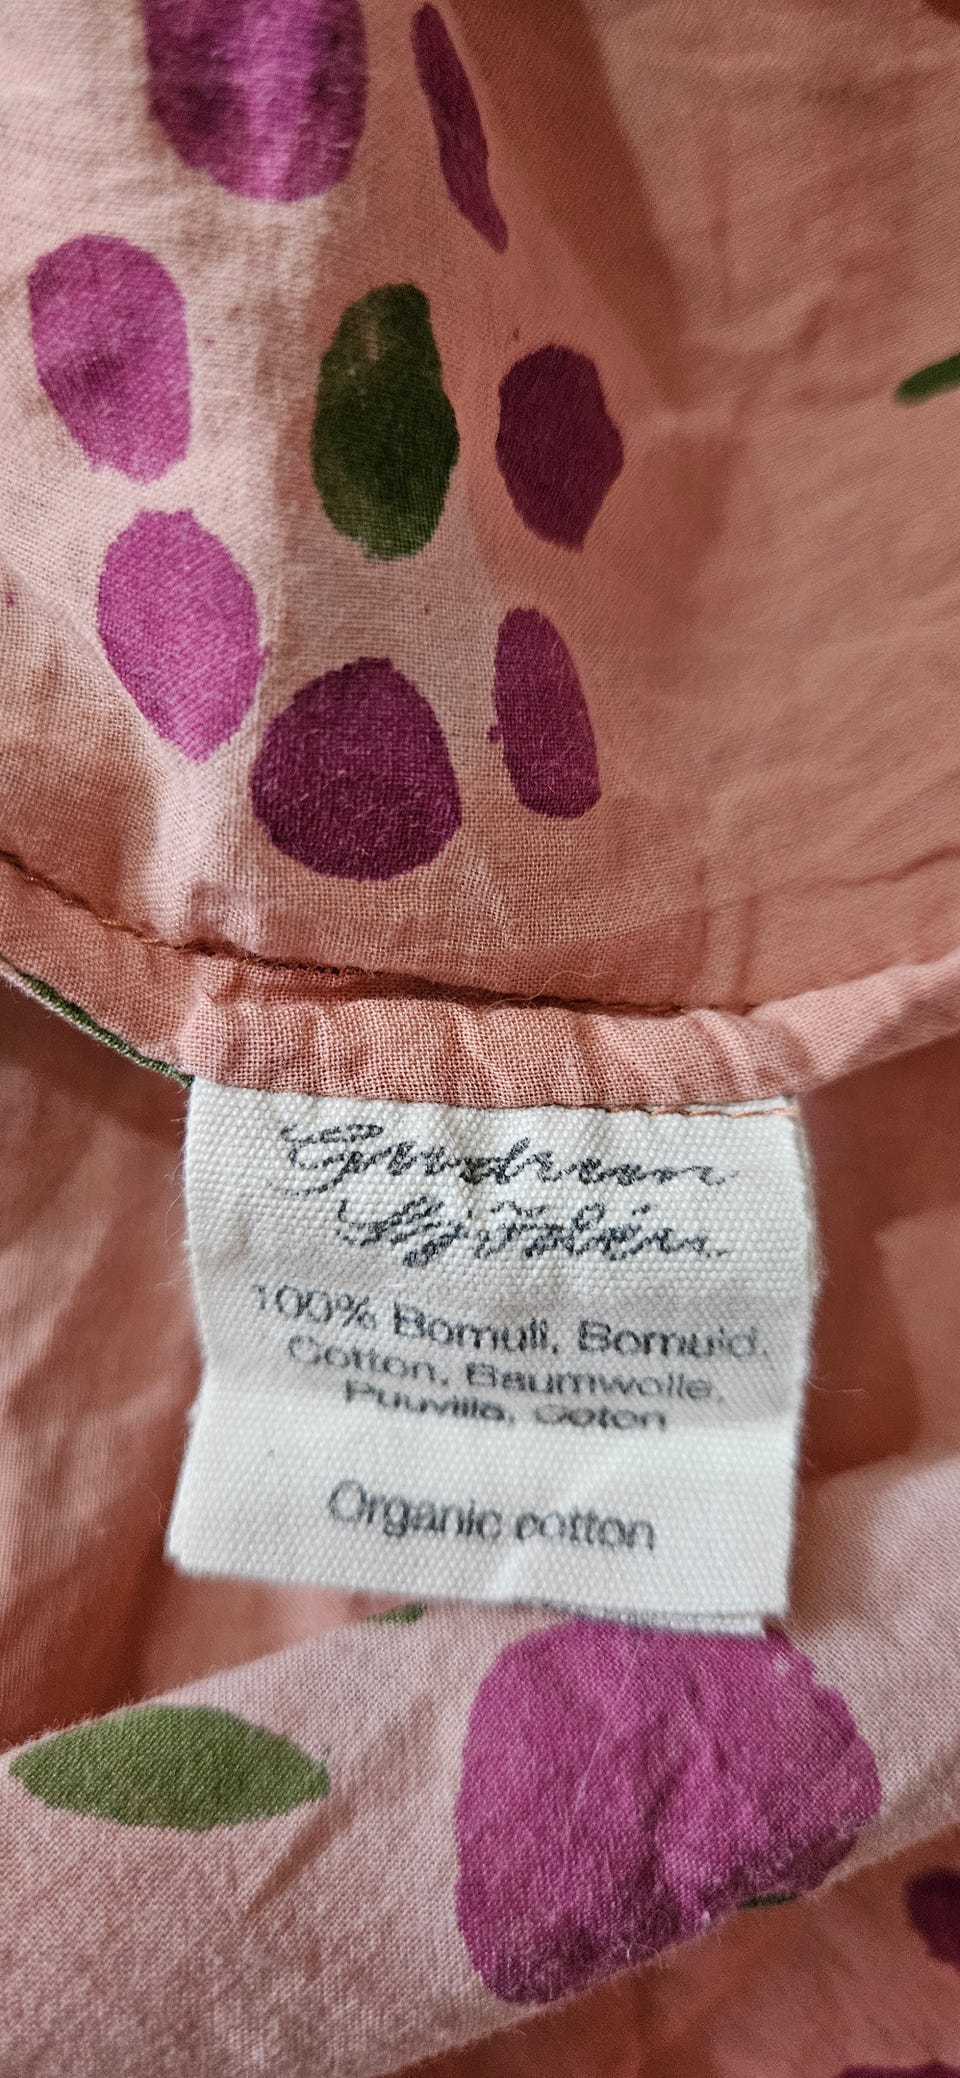 Gudrun
Sjödén
100% Bomull, Bomuld.
Cotton, Baumwolle,
Puuvilla, Coton
Organic cotton